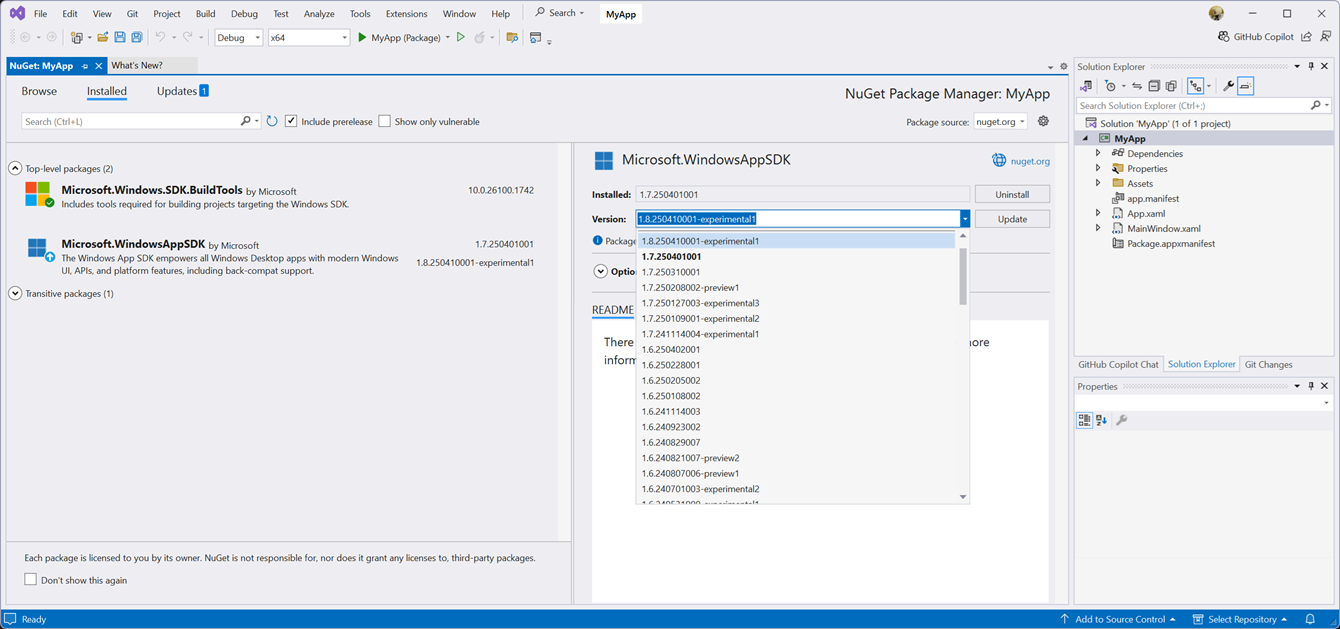 File Edit View Git Project Build Debug Test Analyze Tools Extensions Window Help Search MyApp
Debug x64 MyApp (Package) GitHub Copilot
NuGet: MyApp What's New?
Browse Installed Updates 1
NuGet Package Manager: MyApp
Search (Ctrl+L) Include prerelease Show only vulnerable
Package source: nuget.org
Top-level packages (2)
Microsoft.Windows.SDK.BuildTools by Microsoft 10.0.26100.1742
Includes tools required for building projects targeting the Windows SDK.
Microsoft.WindowsAppSDK by Microsoft 1.7.250401001
The Windows App SDK empowers all Windows Desktop apps with modern Windows
UI, APIs, and platform features, including back-compat support. 1.8.250410001-experimental1
Transitive packages (1)
Each package is licensed to you by its owner. NuGet is not responsible for, nor does it grant any licenses to, third-party packages.
Don't show this again
Microsoft.WindowsAppSDK nuget.org
Installed: 1.7.250401001 Uninstall
Version: 1.8.250410001-experimental1 Update
Package
Optio
README
There
inform
ore
1.8.250410001-experimental1
1.7.250401001
1.7.250310001
1.7.250208002-preview1
1.7.250127003-experimental3
1.7.250109001-experimental2
1.7.241114004-experimental1
1.6.250402001
1.6.250228001
1.6.250205002
1.6.250108002
1.6.241114003
1.6.240923002
1.6.240829007
1.6.240821007-preview2
1.6.240807006-preview1
1.6.240701003-experimental2
Solution Explorer
Search Solution Explorer (Ctrl+;)
Solution 'MyApp' (1 of 1 project)
MyApp
Dependencies
Properties
Assets
app.manifest
App.xaml
MainWindow.xaml
Package.appxmanifest
GitHub Copilot Chat Solution Explorer Git Changes
Properties
Ready Add to Source Control Select Repository